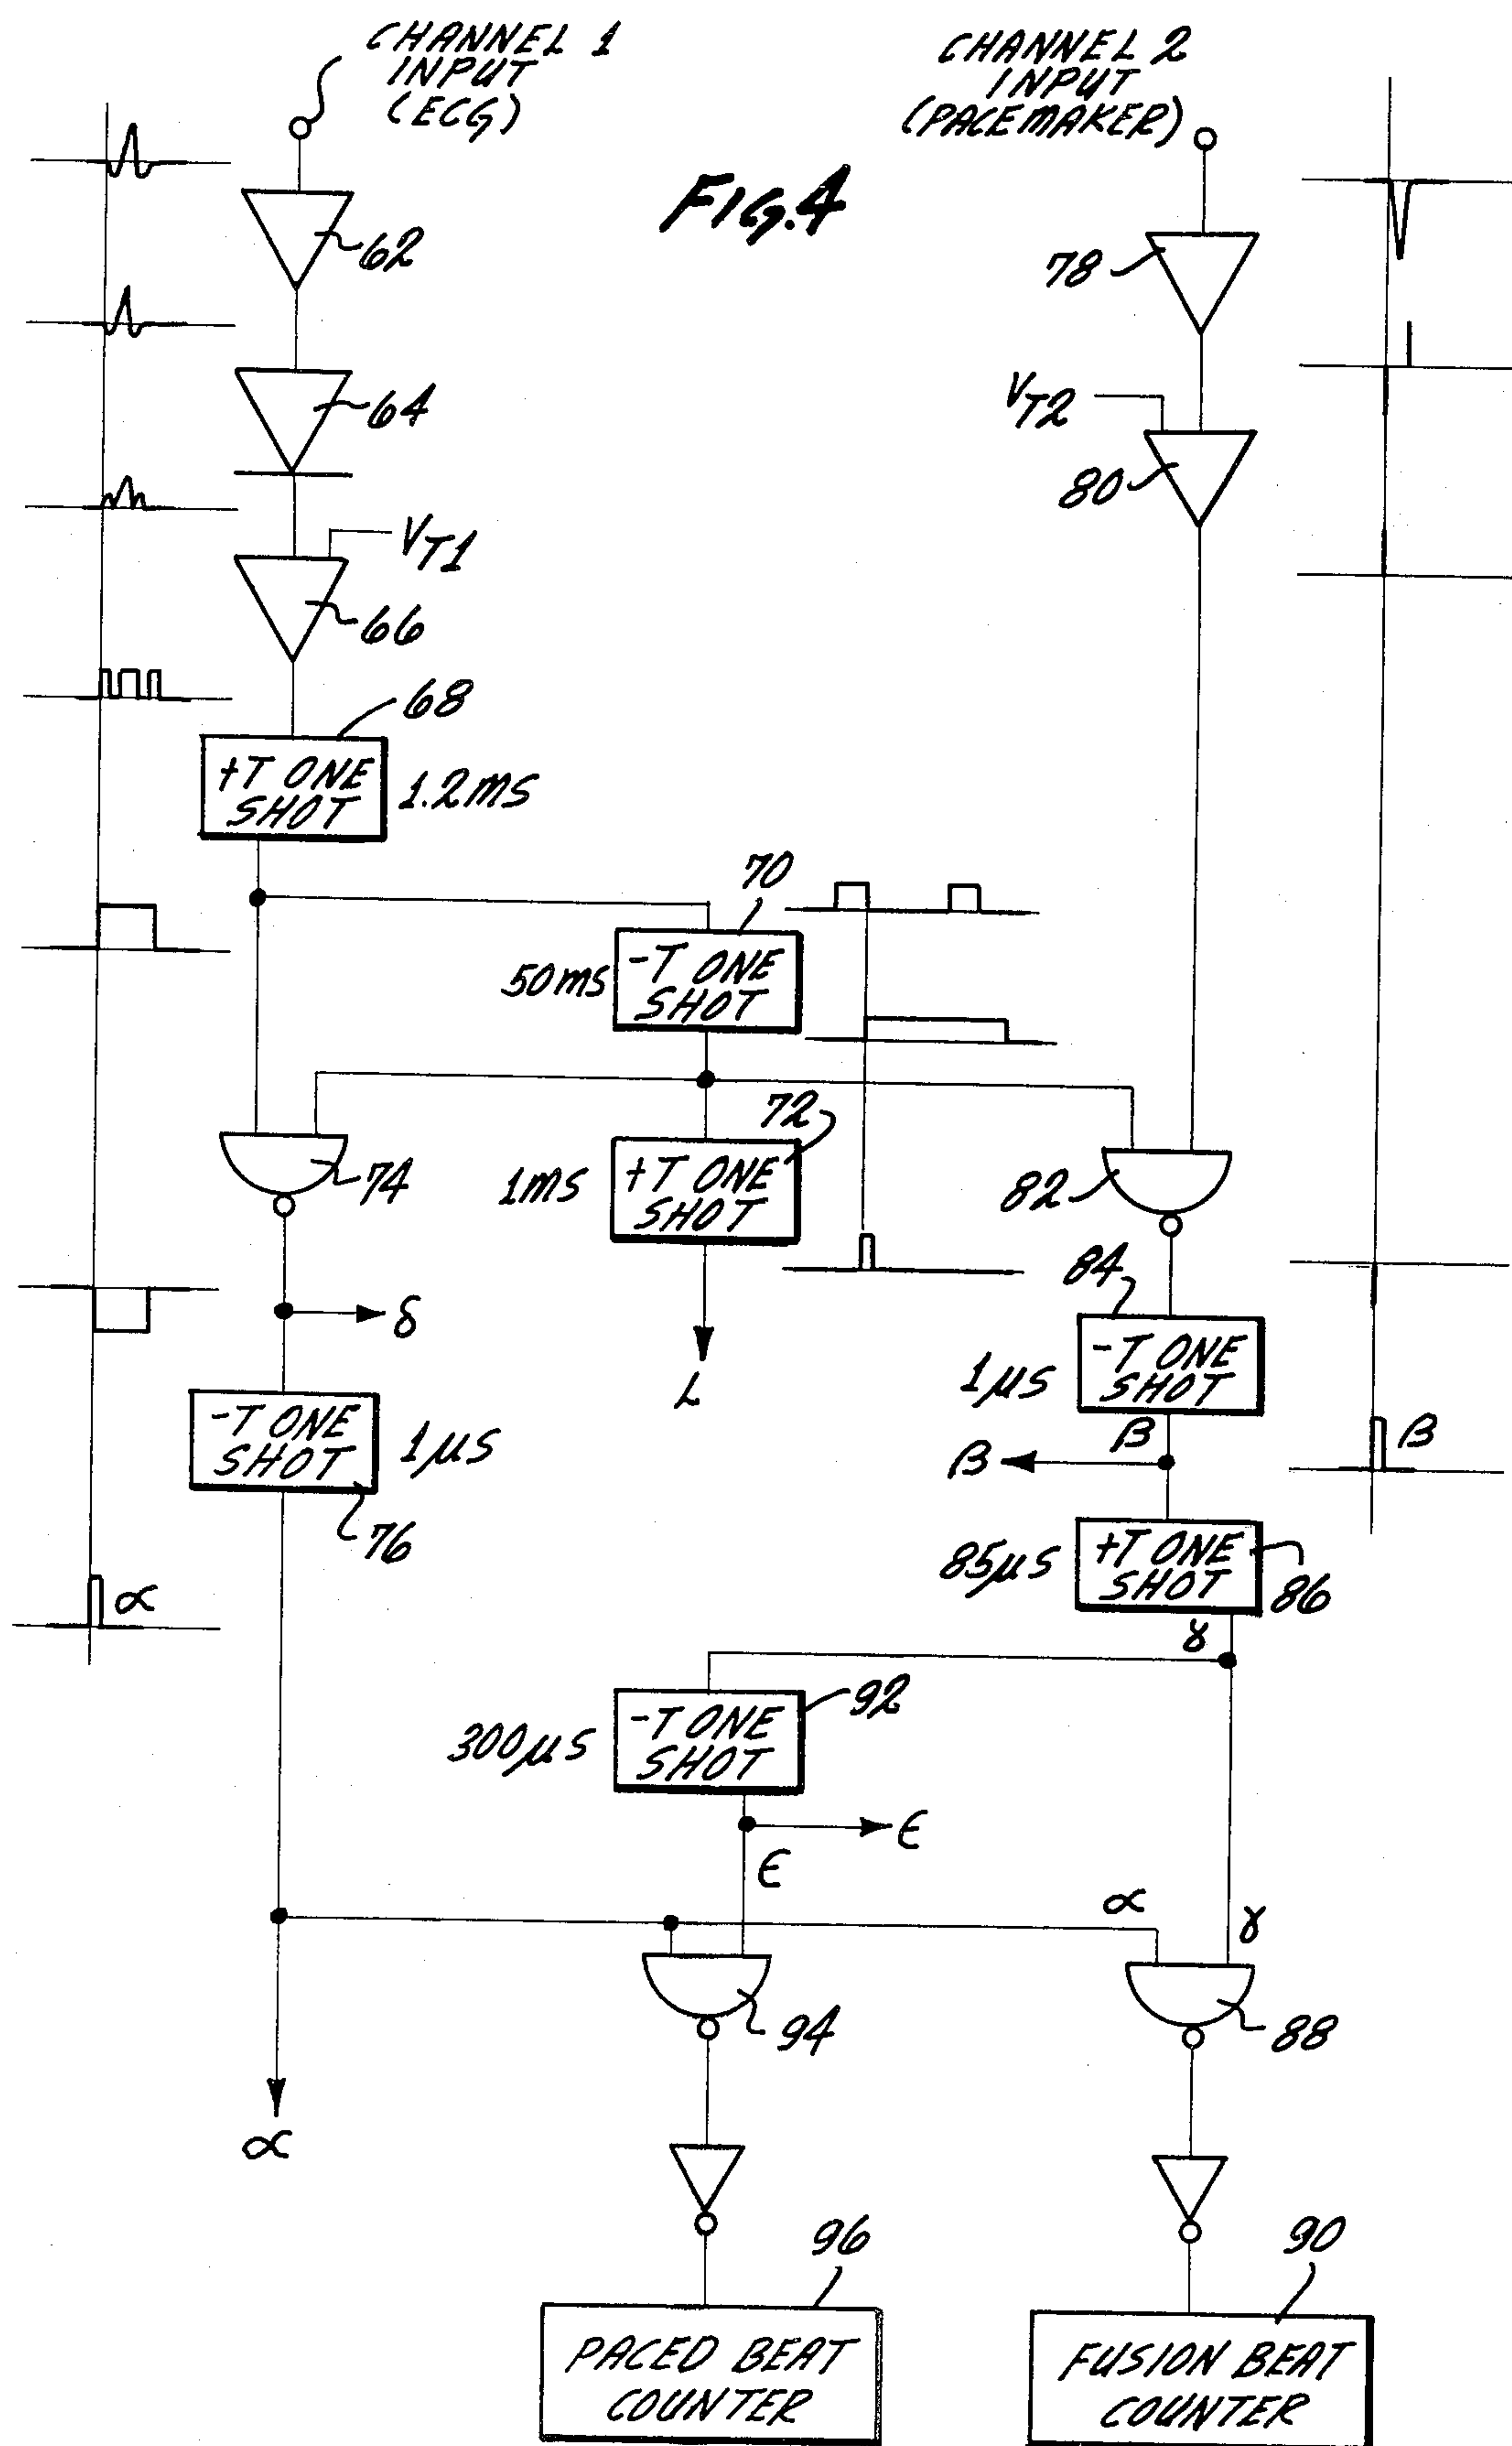 CHANNEL 1
INPUT
(ECG)
CHANNEL 2
INPUT
(PACEMAKER)
FIG.4
62
78
64
VT2
80
VT1
66
68
+T ONE
SHOT
1.2ms
70
50ms
-T ONE
SHOT
72
74
1ms
+T ONE
SHOT
82
84
δ
L
1μs
-T ONE
SHOT
-T ONE
SHOT
1μs
76
β
β
β
85μs
+T ONE
SHOT
86
α
γ
92
300μs
-T ONE
SHOT
ϵ
ϵ
α
γ
94
88
α
96
90
PACED BEAT
COUNTER
FUSION BEAT
COUNTER